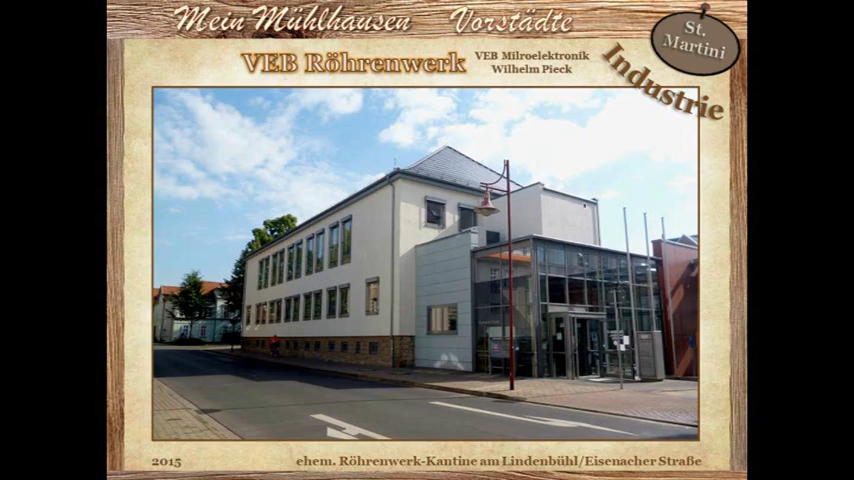 Mein Mühlhausen Vorstädte
St.
Martini
VEB Röhrenwerk
VEB Milroelektronik
Wilhelm Pieck
Industrie
2015
ehem. Röhrenwerk-Kantine am Lindenbühl/Eisenacher Straße